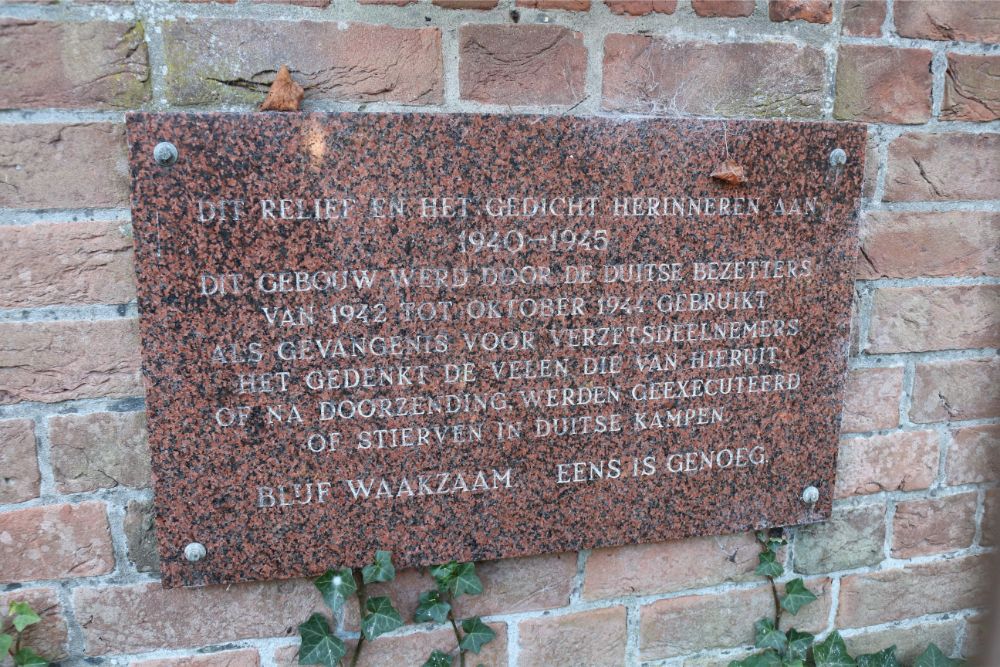 DIT RELIEF EN HET GEDICHT HERINNEREN AAN
1940-1945
DIT GEBOUW WERD DOOR DE DUITSE BEZETTERS
VAN 1942 TOT OKTOBER 1944 GEBRUIKT
ALS GEVANGENIS VOOR VERZETSDEELNEMERS
HET GEDENKT DE VELEN DIE VAN HIERUIT
OF NA DOORZENDING, WERDEN GEEXECUTEERD
OF STIERVEN IN DUITSE KAMPEN.
BLIJF WAAKZAAM. EENS IS GENOEG.